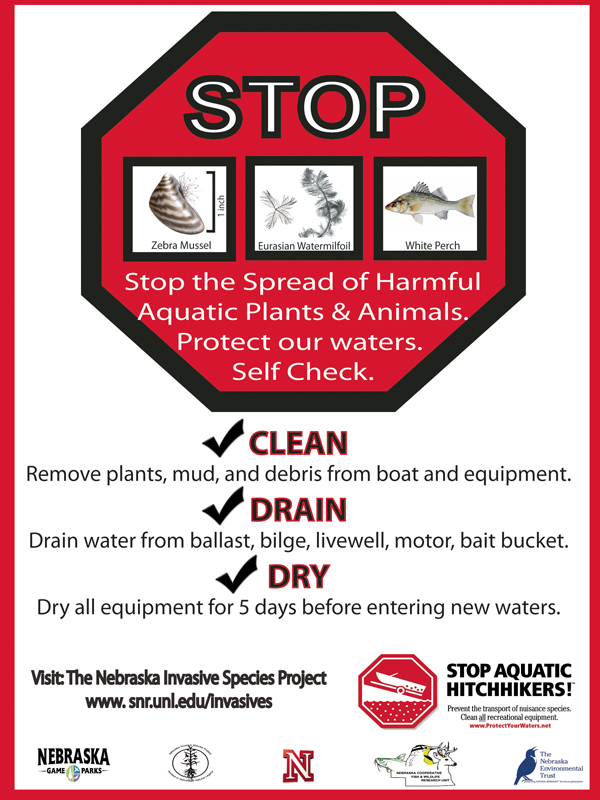 STOP
1 inch
Zebra Mussel
Eurasian Watermilfoil
White Perch
Stop the Spread of Harmful
Aquatic Plants & Animals.
Protect our waters.
Self Check.
CLEAN
Remove plants, mud, and debris from boat and equipment.
DRAIN
Drain water from ballast, bilge, livewell, motor, bait bucket.
DRY
Dry all equipment for 5 days before entering new waters.
Visit: The Nebraska Invasive Species Project
www. snr.unl.edu/invasives
STOP AQUATIC
HITCHHIKERS!™
Prevent the transport of nuisance species.
Clean all recreational equipment.
www.ProtectYourWaters.net
NEBRASKA
GAME PARKS
N
NEBRASKA COOPERATIVE
FISH & WILDLIFE
RESEARCH UNIT
The
Nebraska
Environmental
Trust